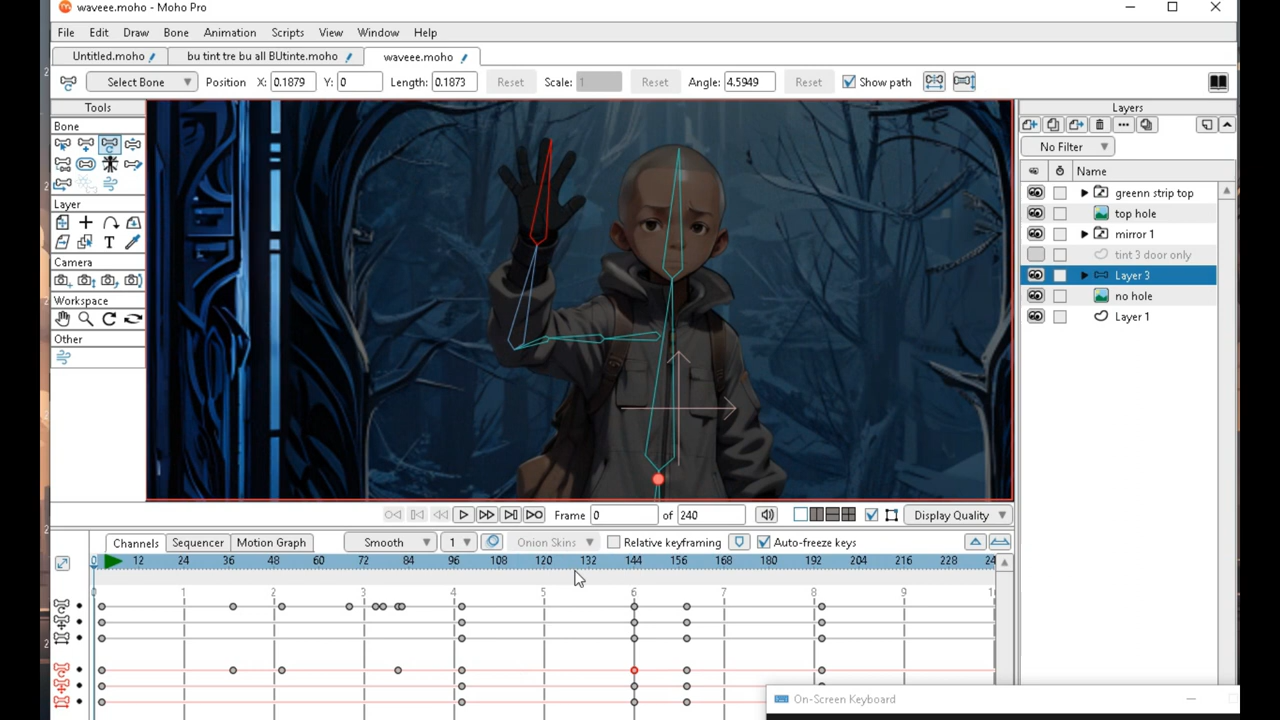 waveee.moho - Moho Pro
File Edit Draw Bone Animation Scripts View Window Help
Untitled.moho bu tint tre bu all BUtinte.moho waveee.moho
Select Bone Position X: 0.1879 Y: 0 Length: 0.1873 Reset Scale: 1 Reset Angle: 4.5949 Reset Show path
Tools
Bone
Layer
T
Camera
Workspace
Other
Layers
No Filter
Name
greenn strip top
top hole
mirror 1
tint 3 door only
Layer 3
no hole
Layer 1
Frame 0 of 240 Display Quality
Channels Sequencer Motion Graph Smooth 1 Onion Skins Relative keyframing Auto-freeze keys
0 12 24 36 48 60 72 84 96 108 120 132 144 156 168 180 192 204 216 228 24
0 1 2 3 4 5 6 7 8 9 1
On-Screen Keyboard